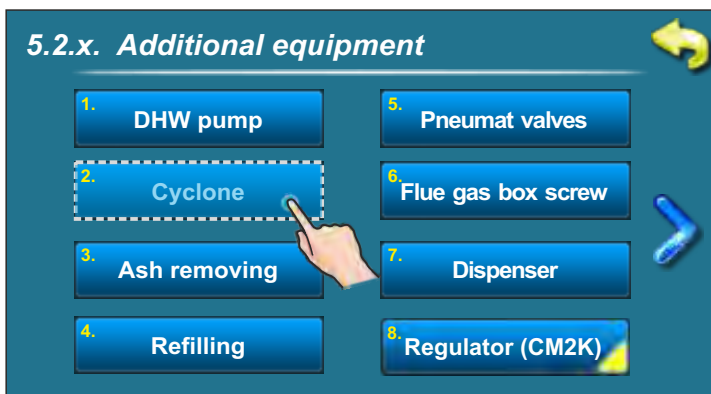 5.2.x. Additional equipment
1. DHW pump
2. Cyclone
3. Ash removing
4. Refilling
5. Pneumat valves
6. Flue gas box screw
7. Dispenser
8. Regulator (CM2K)